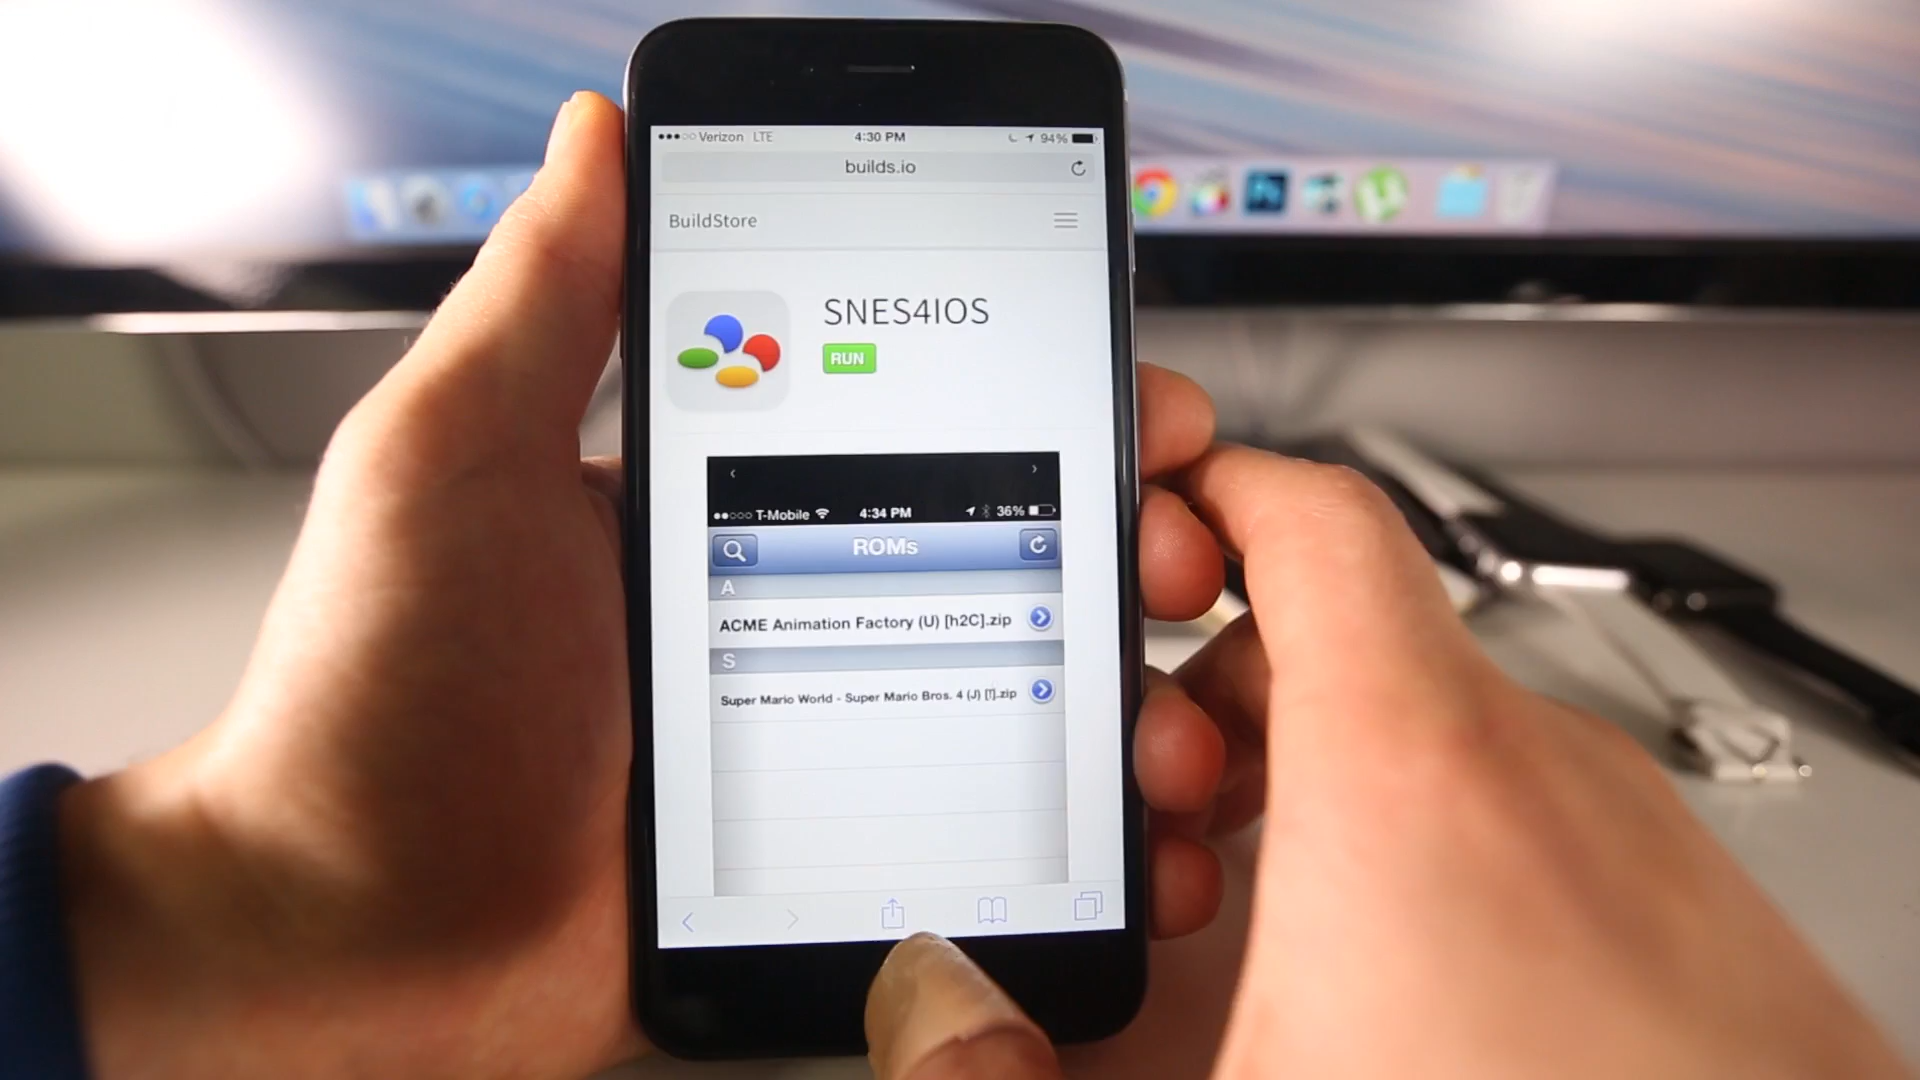 Verizon LTE 4:30 PM 94%
builds.io
BuildStore
SNES4IOS
RUN
T-Mobile 4:34 PM 36%
ROMs
A
ACME Animation Factory (U) [h2C].zip
S
Super Mario World - Super Mario Bros. 4 (J) [!].zip
Ps